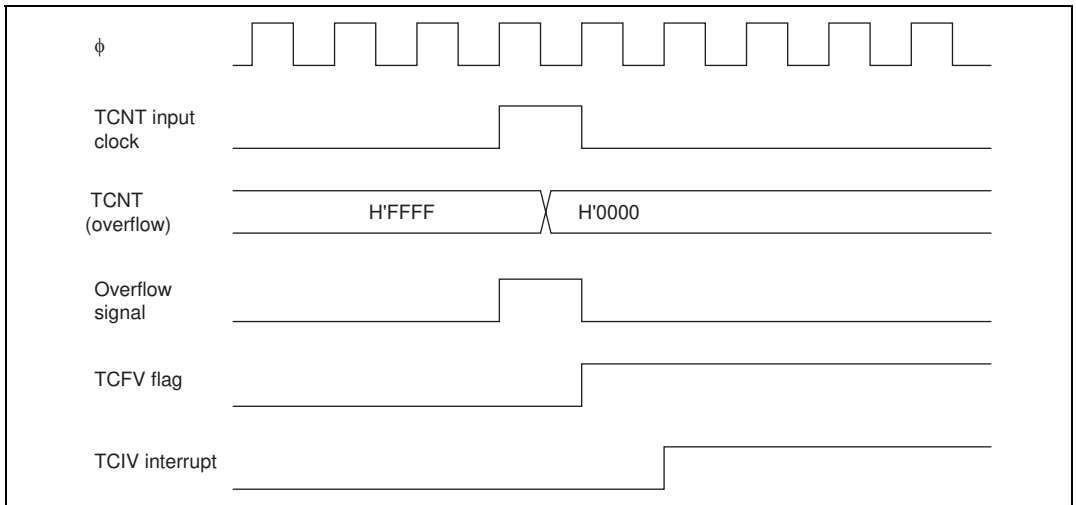 ϕ
TCNT input
clock
TCNT
(overflow)
H'FFFF
H'0000
Overflow
signal
TCFV flag
TCIV interrupt